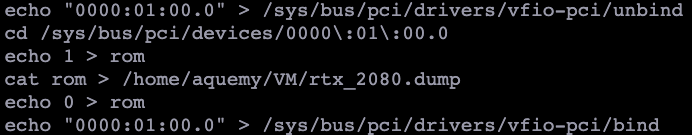 echo "0000:01:00.0" > /sys/bus/pci/drivers/vfio-pci/unbind
cd /sys/bus/pci/devices/0000\:01\:00.0
echo 1 > rom
cat rom > /home/aquemy/VM/rtx_2080.dump
echo 0 > rom
echo "0000:01:00.0" > /sys/bus/pci/drivers/vfio-pci/bind